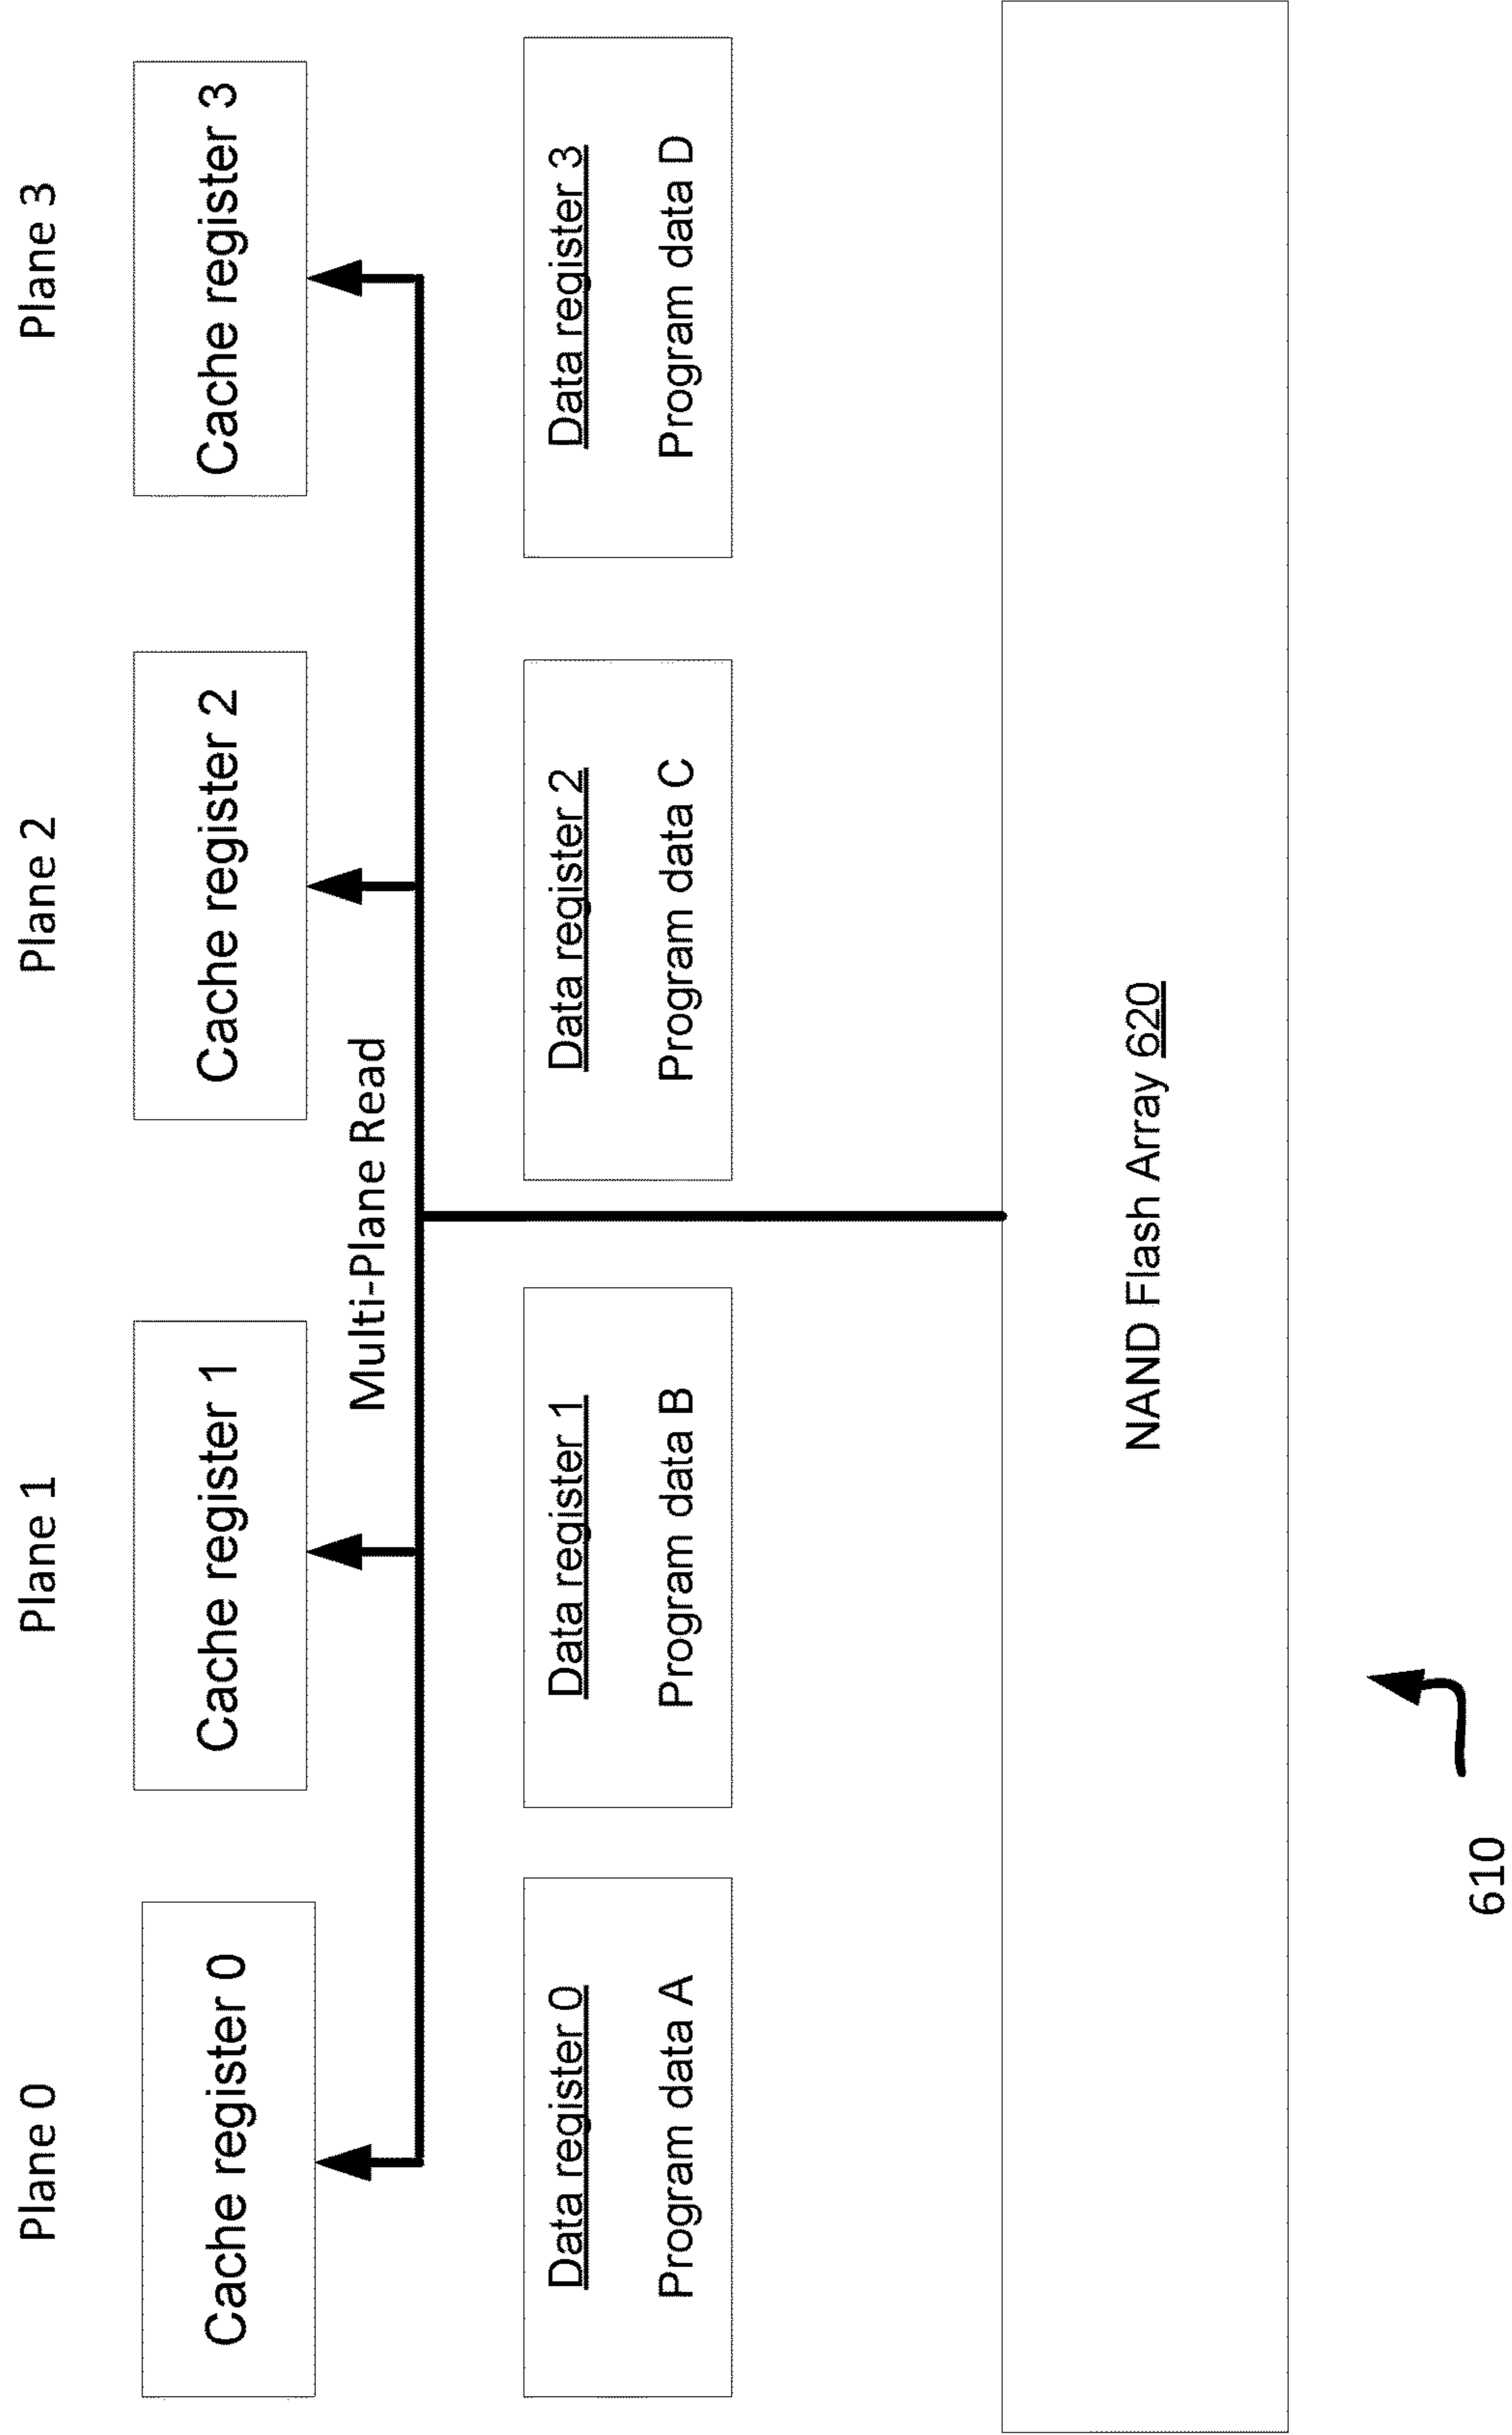 Plane 0
Plane 1
Plane 2
Plane 3
Cache register 0
Cache register 1
Cache register 2
Cache register 3
Multi-Plane Read
Data register 0
Program data A
Data register 1
Program data B
Data register 2
Program data C
Data register 3
Program data D
NAND Flash Array 620
610